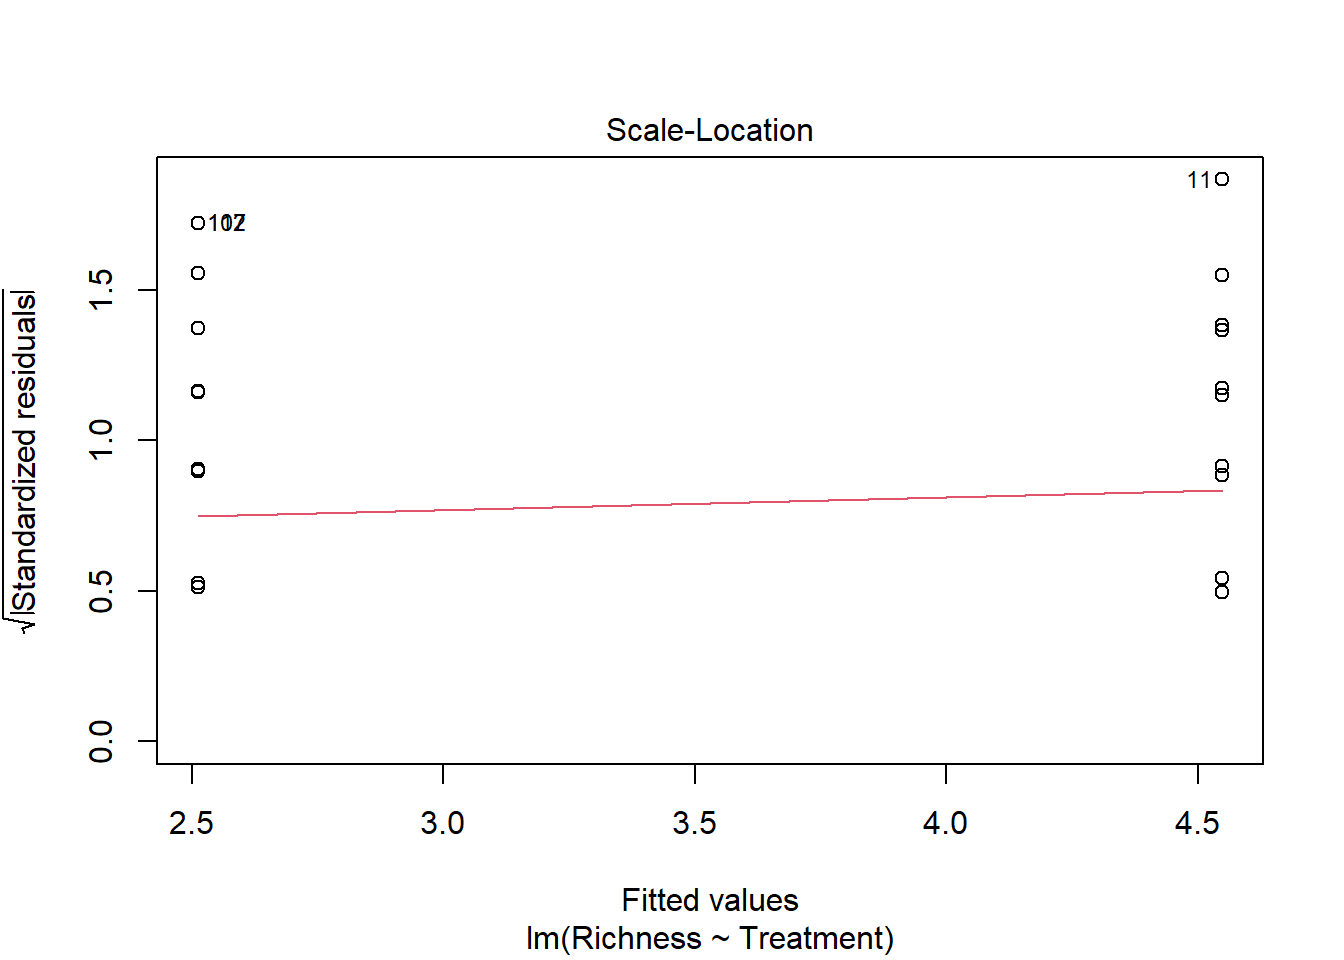 Scale-Location
√|Standardized residuals|
0.0 0.5 1.0 1.5
11
2.5 3.0 3.5 4.0 4.5
Fitted values
lm(Richness ~ Treatment)